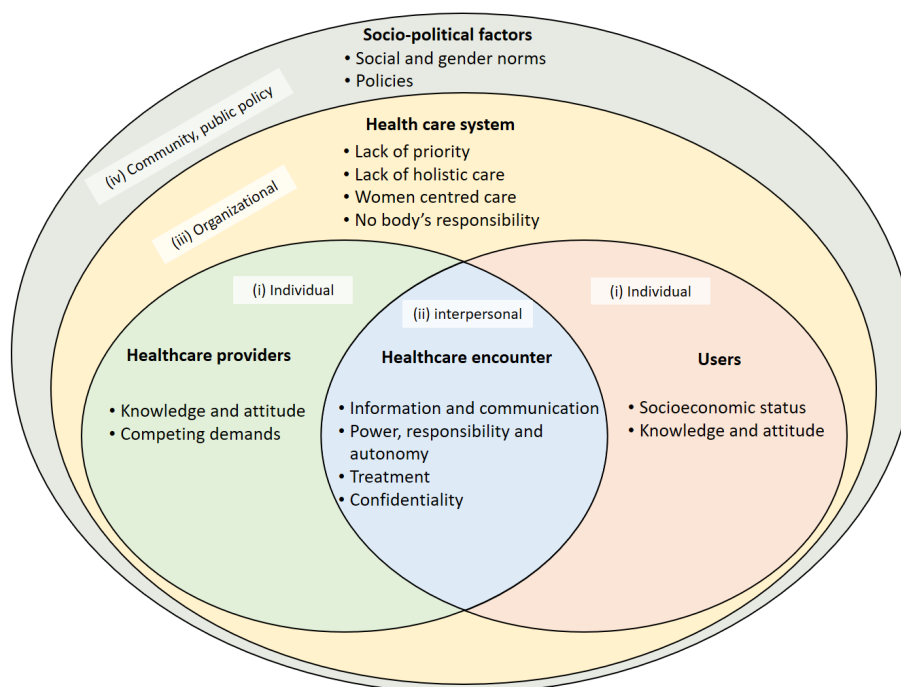 Socio-political factors
• Social and gender norms
• Policies
(iv) Community, public policy
Health care system
• Lack of priority
• Lack of holistic care
• Women centred care
• No body's responsibility
(iii) Organizational
(i) Individual
Healthcare providers
• Knowledge and attitude
• Competing demands
(ii) interpersonal
Healthcare encounter
• Information and communication
• Power, responsibility and
autonomy
• Treatment
• Confidentiality
(i) Individual
Users
• Socioeconomic status
• Knowledge and attitude